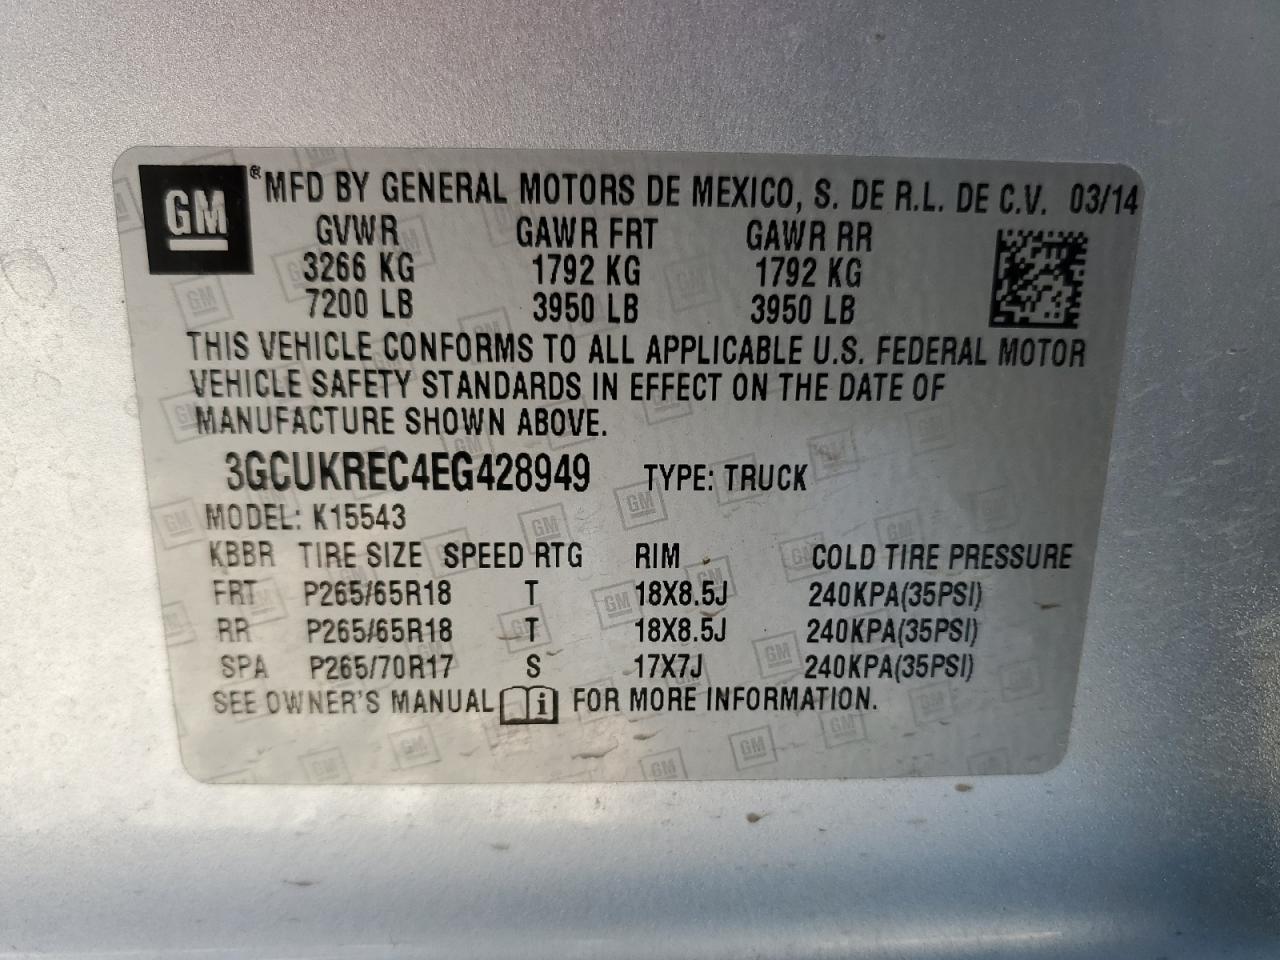 GM ® MFD BY GENERAL MOTORS DE MEXICO, S. DE R.L. DE C.V. 03/14
GVWR GAWR FRT GAWR RR
3266 KG 1792 KG 1792 KG
7200 LB 3950 LB 3950 LB
THIS VEHICLE CONFORMS TO ALL APPLICABLE U.S. FEDERAL MOTOR
VEHICLE SAFETY STANDARDS IN EFFECT ON THE DATE OF
MANUFACTURE SHOWN ABOVE.
3GCUKREC4EG428949 TYPE: TRUCK
MODEL: K15543
KBBR TIRE SIZE SPEED RTG RIM COLD TIRE PRESSURE
FRT P265/65R18 T 18X8.5J 240KPA(35PSI)
RR P265/65R18 T 18X8.5J 240KPA(35PSI)
SPA P265/70R17 S 17X7J 240KPA(35PSI)
SEE OWNER'S MANUAL i FOR MORE INFORMATION.